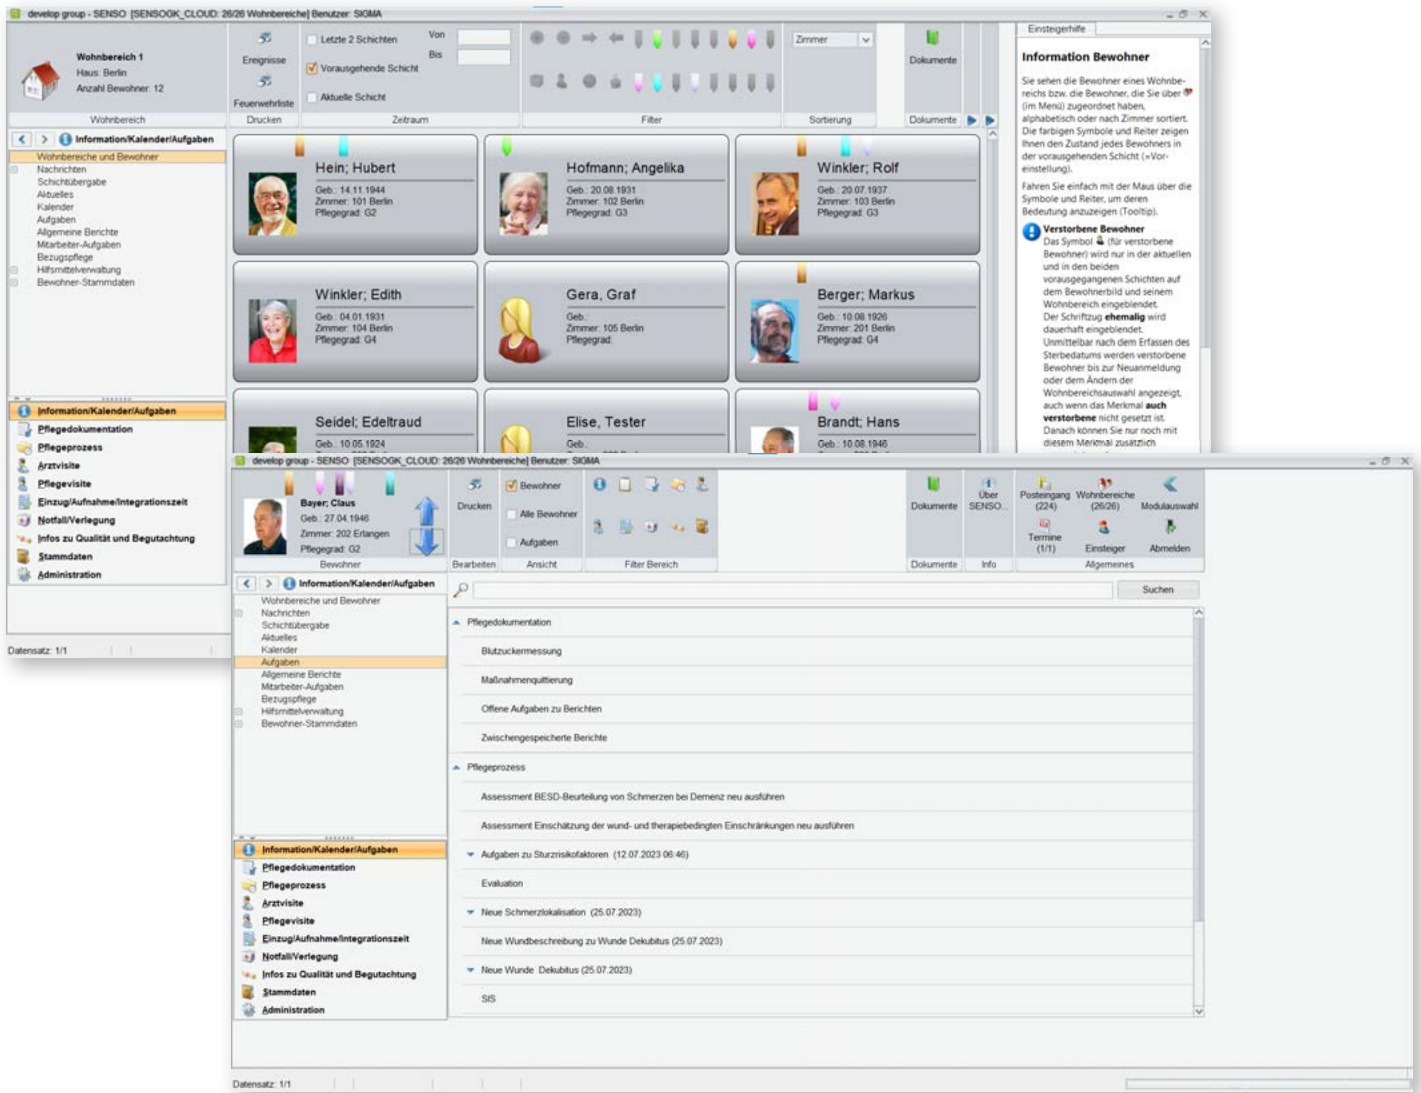 develop group - SENSO [SENSOGK_CLOUD: 26/26 Wohnbereiche] Benutzer: SIGMA
Wohnbereich 1
Haus: Berlin
Anzahl Bewohner: 12
Wohnbereich
Ereignisse
Feuerwehrliste
Drucken
Letzte 2 Schichten
Vorausgehende Schicht
Aktuelle Schicht
Von
Bis
Zeitraum
Filter
Zimmer
Sortierung
Dokumente
Dokumente
Information/Kalender/Aufgaben
Wohnbereiche und Bewohner
Nachrichten
Schichtübergabe
Aktuelles
Kalender
Aufgaben
Allgemeine Berichte
Mitarbeiter-Aufgaben
Bezugspflege
Hilfsmittelverwaltung
Bewohner-Stammdaten
Hein; Hubert
Geb.: 14.11.1944
Zimmer: 101 Berlin
Pflegegrad: G2
Hofmann; Angelika
Geb.: 20.08.1931
Zimmer: 102 Berlin
Pflegegrad: G3
Winkler; Rolf
Geb.: 20.07.1937
Zimmer: 103 Berlin
Pflegegrad: G3
Winkler; Edith
Geb.: 04.01.1931
Zimmer: 104 Berlin
Pflegegrad: G4
Gera, Graf
Geb.:
Zimmer: 105 Berlin
Pflegegrad:
Berger; Markus
Geb.: 10.08.1926
Zimmer: 201 Berlin
Pflegegrad: G4
Seidel; Edeltraud
Geb.: 10.05.1924
Elise, Tester
Geb.:
Brandt; Hans
Geb.: 10.08.1946
Einsteigerhilfe
Information Bewohner
Sie sehen die Bewohner eines Wohnbe-
reichs bzw. die Bewohner, die Sie über
(im Menü) zugeordnet haben,
alphabetisch oder nach Zimmer sortiert.
Die farbigen Symbole und Reiter zeigen
Ihnen den Zustand jedes Bewohners in
der vorausgehenden Schicht (=Vor-
einstellung).
Fahren Sie einfach mit der Maus über die
Symbole und Reiter, um deren
Bedeutung anzuzeigen (Tooltip).
Verstorbene Bewohner
Das Symbol (für verstorbene
Bewohner) wird nur in der aktuellen
und in den beiden
vorausgegangenen Schichten auf
dem Bewohnerbild und seinem
Wohnbereich eingeblendet.
Der Schriftzug ehemalig wird
dauerhaft eingeblendet.
Unmittelbar nach dem Erfassen des
Sterbedatums werden verstorbene
Bewohner bis zur Neuanmeldung
oder dem Ändern der
Wohnbereichsauswahl angezeigt,
auch wenn das Merkmal auch
verstorbene nicht gesetzt ist.
Danach können Sie nur noch mit
diesem Merkmal zusätzlich
Information/Kalender/Aufgaben
Pflegedokumentation
Pflegeprozess
Arztvisite
Pflegevisite
Einzug/Aufnahme/Integrationszeit
Notfall/Verlegung
Infos zu Qualität und Begutachtung
Stammdaten
Administration
Datensatz: 1/1
develop group - SENSO [SENSOGK_CLOUD: 26/26 Wohnbereiche] Benutzer: SIGMA
Bayer; Claus
Geb.: 27.04.1946
Zimmer: 202 Erlangen
Pflegegrad: G2
Bewohner
Drucken
Bearbeiten
Bewohner
Alle Bewohner
Aufgaben
Ansicht
Filter Bereich
Dokumente
Dokumente
Über
SENSO...
Info
Posteingang
(224)
Wohnbereiche
(26/26)
Modulauswahl
Termine
(1/1)
Einsteiger
Abmelden
Allgemeines
Information/Kalender/Aufgaben
Wohnbereiche und Bewohner
Nachrichten
Schichtübergabe
Aktuelles
Kalender
Aufgaben
Allgemeine Berichte
Mitarbeiter-Aufgaben
Bezugspflege
Hilfsmittelverwaltung
Bewohner-Stammdaten
Suchen
Pflegedokumentation
Blutzuckermessung
Maßnahmenquittierung
Offene Aufgaben zu Berichten
Zwischengespeicherte Berichte
Pflegeprozess
Assessment BESD-Beurteilung von Schmerzen bei Demenz neu ausführen
Assessment Einschätzung der wund- und therapiebedingten Einschränkungen neu ausführen
Aufgaben zu Sturzrisikofaktoren (12.07.2023 06:46)
Evaluation
Neue Schmerzlokalisation (25.07.2023)
Neue Wundbeschreibung zu Wunde Dekubitus (25.07.2023)
Neue Wunde Dekubitus (25.07.2023)
SIS
Information/Kalender/Aufgaben
Pflegedokumentation
Pflegeprozess
Arztvisite
Pflegevisite
Einzug/Aufnahme/Integrationszeit
Notfall/Verlegung
Infos zu Qualität und Begutachtung
Stammdaten
Administration
Datensatz: 1/1